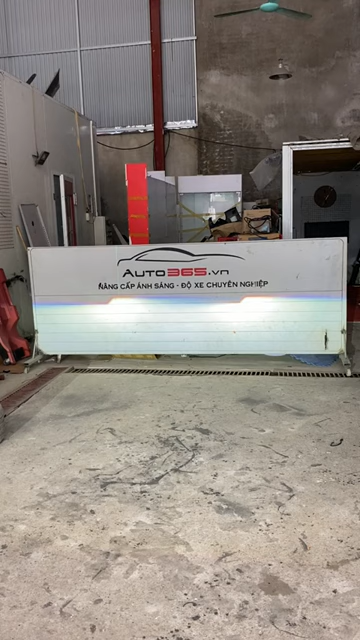 AUTO365.vn
NÂNG CẤP ÁNH SÁNG - ĐỘ XE CHUYÊN NGHIỆP